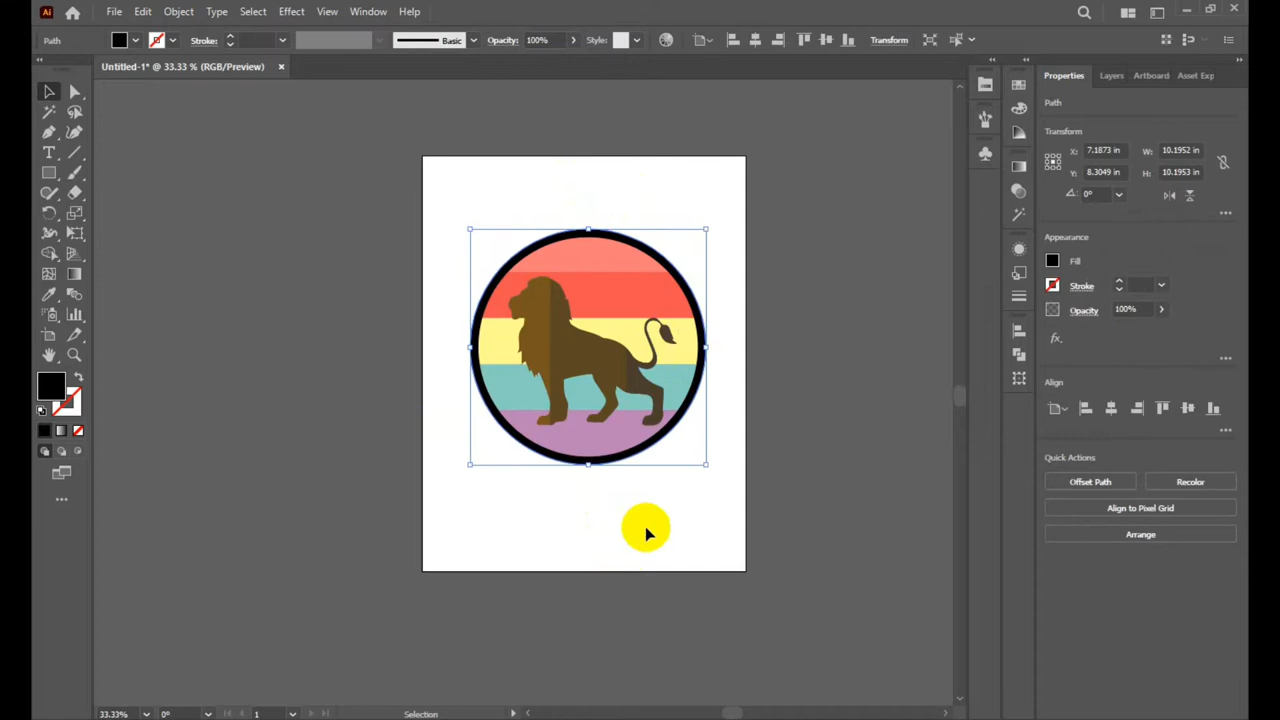 Ai File Edit Object Type Select Effect View Window Help
Path Stroke: Basic Opacity: 100% Style: Transform
Untitled-1* @ 33.33 % (RGB/Preview)
Properties Layers Artboard Asset Exp
Path
Transform
X: 7.1873 in W: 10.1952 in
Y: 8.3049 in H: 10.1953 in
0°
Appearance
Fill
Stroke
Opacity 100%
fx.
Align
Quick Actions
Offset Path Recolor
Align to Pixel Grid
Arrange
33.33% 0° 1 Selection